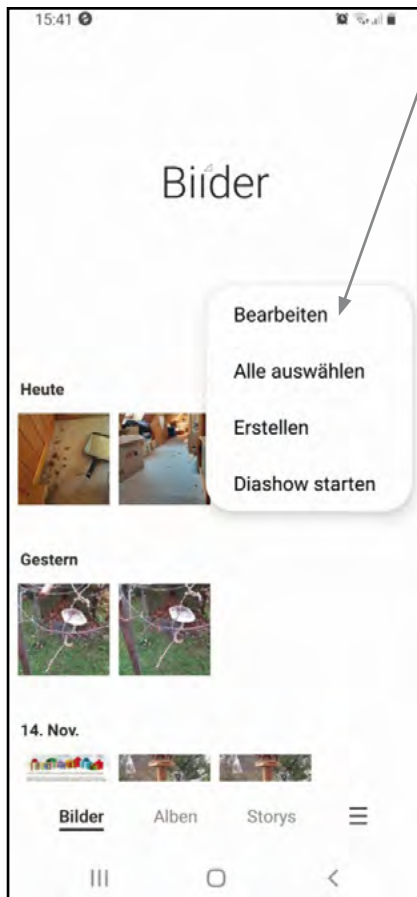 15:41
Bilder
Bearbeiten
Alle auswählen
Erstellen
Diashow starten
Heute
Gestern
14. Nov.
Bilder
Alben
Storys